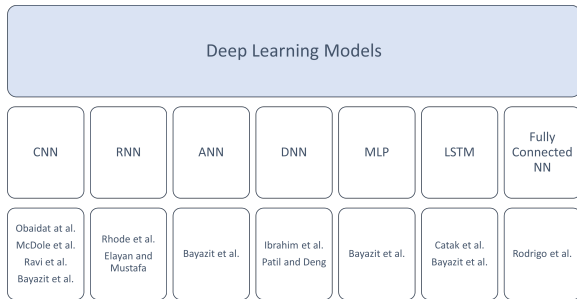 Deep Learning Models
CNN
RNN
ANN
DNN
MLP
LSTM
Fully
Connected
NN
Obaidat at al.
McDole et al.
Ravi et al.
Bayazit et al.
Rhode et al.
Elayan and
Mustafa
Bayazit et al.
Ibrahim et al.
Patil and Deng
Bayazit et al.
Catak et al.
Bayazit et al.
Rodrigo et al.